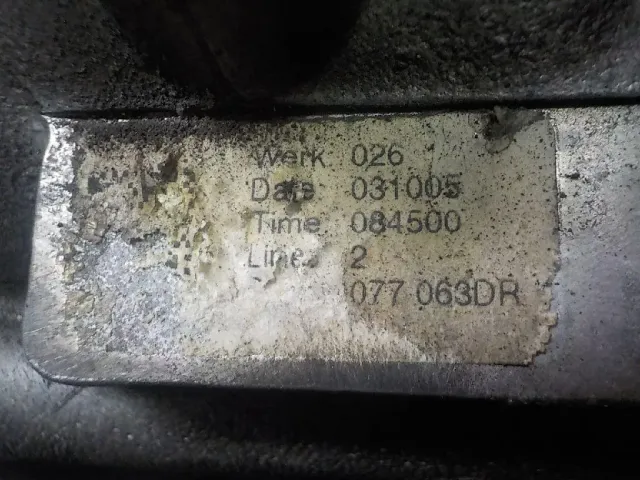 Werk 026
Date 031005
Time 084500
Line 2
077 063DR